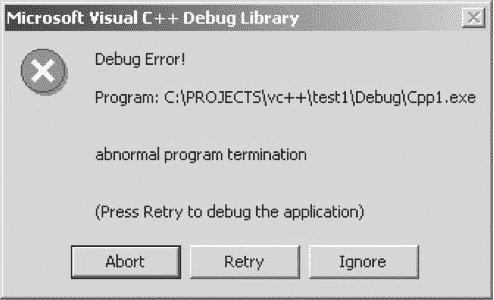 Microsoft Visual C++ Debug Library
Debug Error!
Program: C:\PROJECTS\vc++\test1\Debug\Cpp1.exe
abnormal program termination
(Press Retry to debug the application)
Abort Retry Ignore